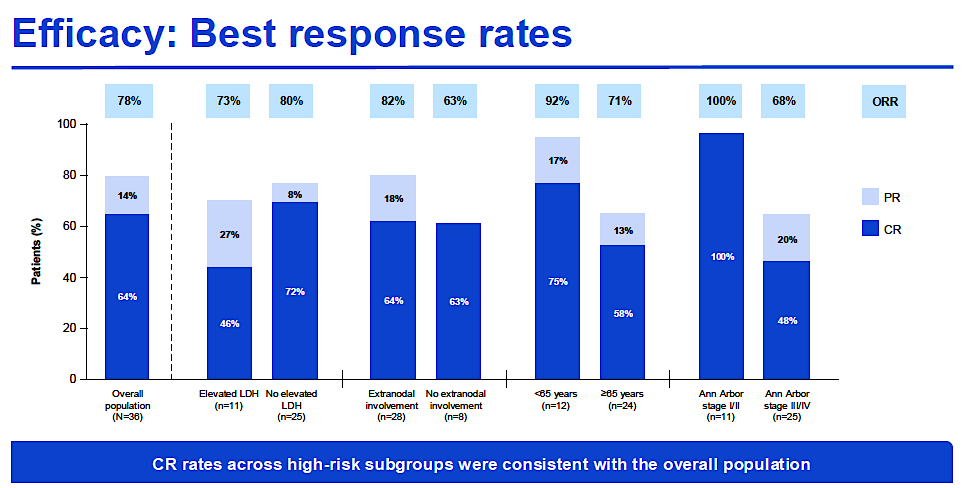 Efficacy: Best response rates
78% 73% 80% 82% 63% 92% 71% 100% 68% ORR
Patients (%)
100
80
60
40
20
0
14%
64%
27%
46%
8%
72%
18%
64%
63%
17%
75%
13%
58%
100%
20%
48%
PR
CR
Overall
population
(N=36)
Elevated LDH
(n=11)
No elevated
LDH
(n=25)
Extranodal
involvement
(n=28)
No extranodal
involvement
(n=8)
<65 years
(n=12)
≥65 years
(n=24)
Ann Arbor
stage I/II
(n=11)
Ann Arbor
stage III/IV
(n=25)
CR rates across high-risk subgroups were consistent with the overall population